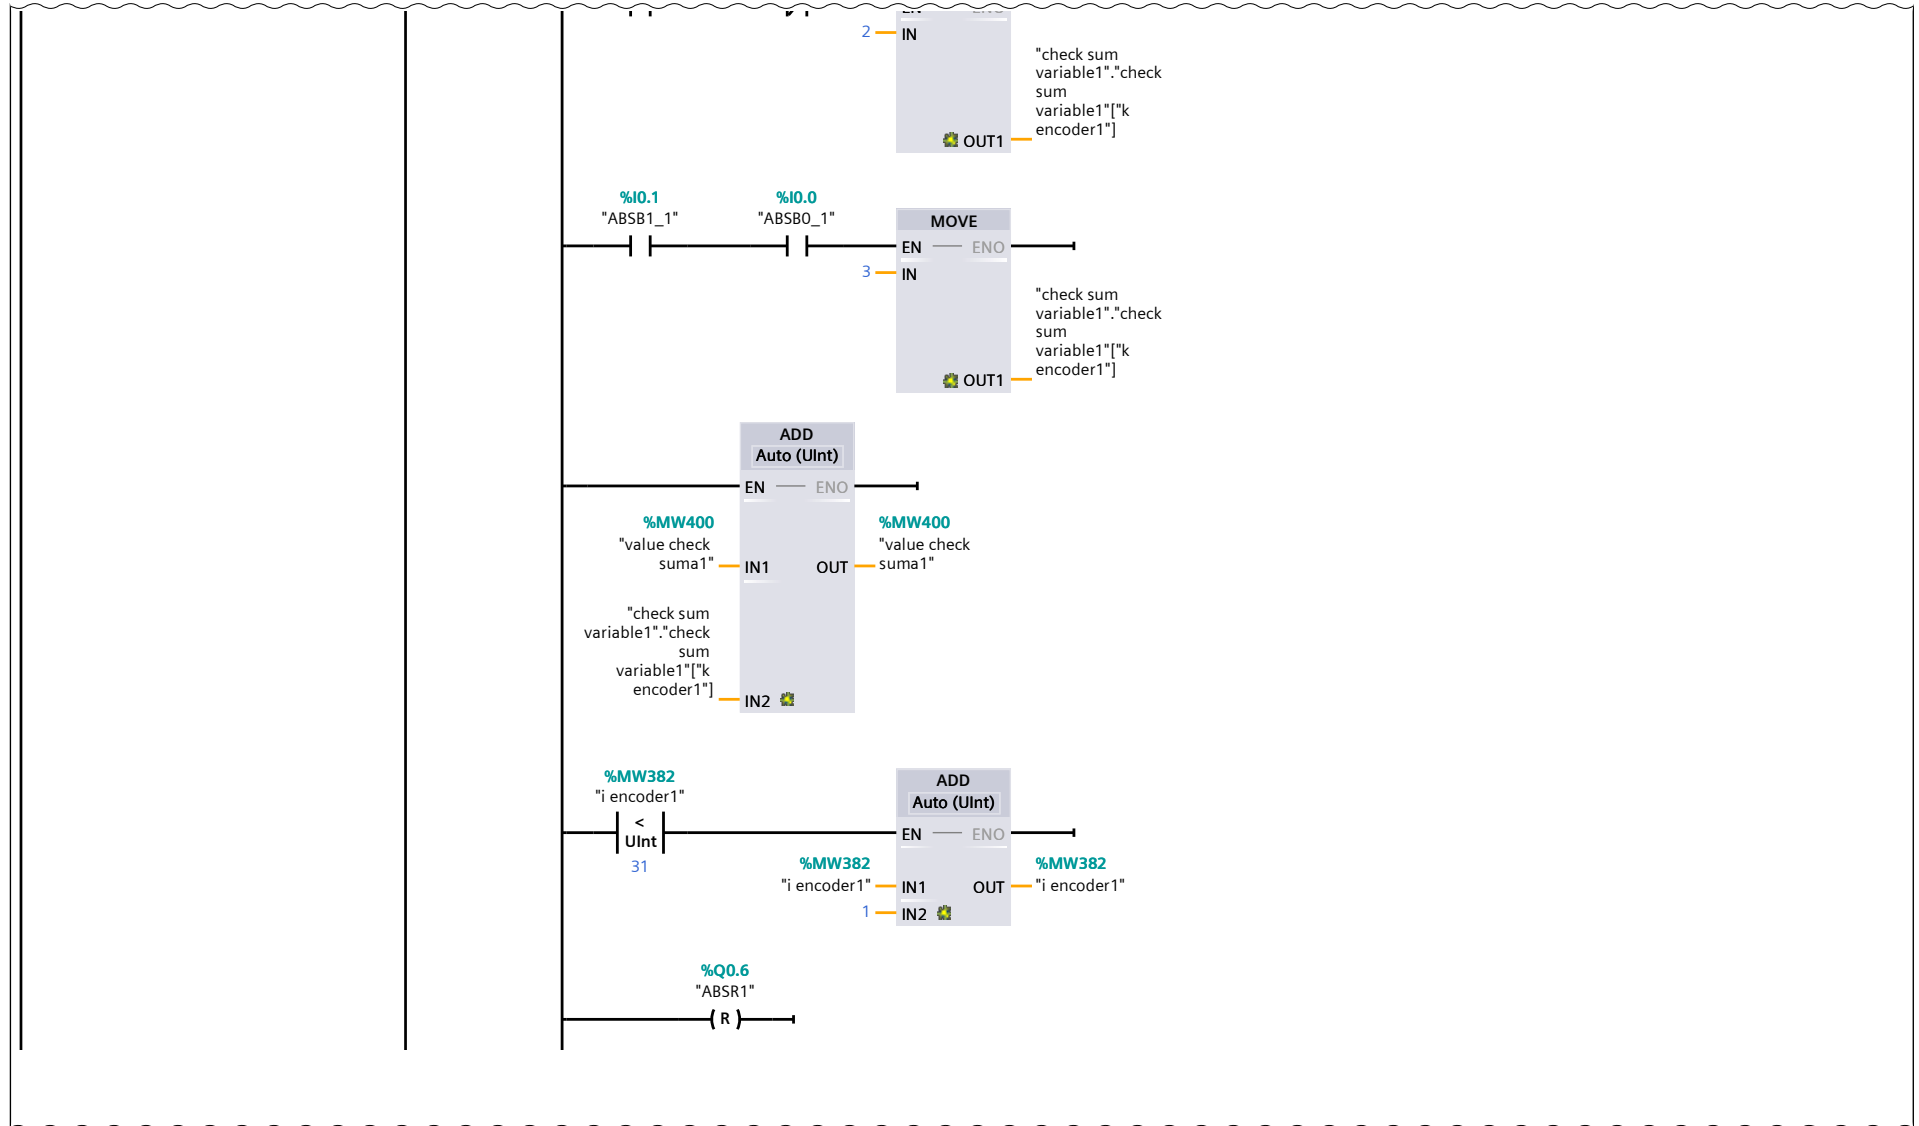 2
IN
"check sum
variable1"."check
sum
variable1"["k
encoder1"]
OUT1
%I0.1
"ABSB1_1"
%I0.0
"ABSB0_1"
MOVE
EN
ENO
3
IN
"check sum
variable1"."check
sum
variable1"["k
encoder1"]
OUT1
ADD
Auto (UInt)
EN
ENO
%MW400
"value check
suma1"
IN1
OUT
%MW400
"value check
suma1"
"check sum
variable1"."check
sum
variable1"["k
encoder1"]
IN2
%MW382
"i encoder1"
<
UInt
31
ADD
Auto (UInt)
EN
ENO
%MW382
"i encoder1"
IN1
OUT
%MW382
"i encoder1"
1
IN2
%Q0.6
"ABSR1"
R